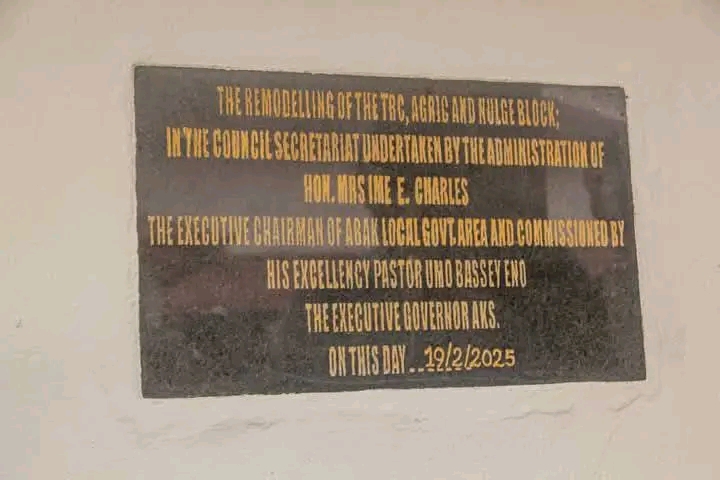 THE REMODELLING OF THE TRC, AGRIC AND NULGE BLOCK;
IN THE COUNCIL SECRETARIAT UNDERTAKEN BY THE ADMINISTRATION OF
HON. MRS IME E. CHARLES
THE EXECUTIVE CHAIRMAN OF ABAK LOCAL GOVT. AREA AND COMMISSIONED BY
HIS EXCELLENCY PASTOR UMO BASSEY ENO
THE EXECUTIVE GOVERNOR AKS.
ON THIS DAY .. 19/2/2025